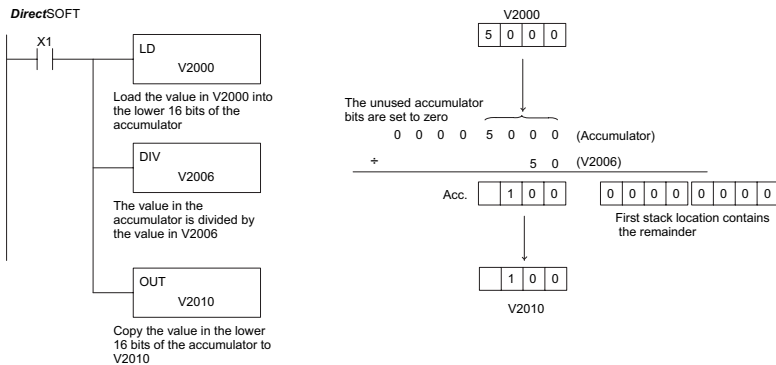 DirectSOFT
X1
LD
V2000
Load the value in V2000 into
the lower 16 bits of the
accumulator
DIV
V2006
The value in the
accumulator is divided by
the value in V2006
OUT
V2010
Copy the value in the lower
16 bits of the accumulator to
V2010
V2000
5 0 0 0
The unused accumulator
bits are set to zero
0 0 0 0 5 0 0 0 (Accumulator)
÷ 5 0 (V2006)
Acc. 1 0 0 0 0 0 0 0 0 0 0
First stack location contains
the remainder
1 0 0
V2010